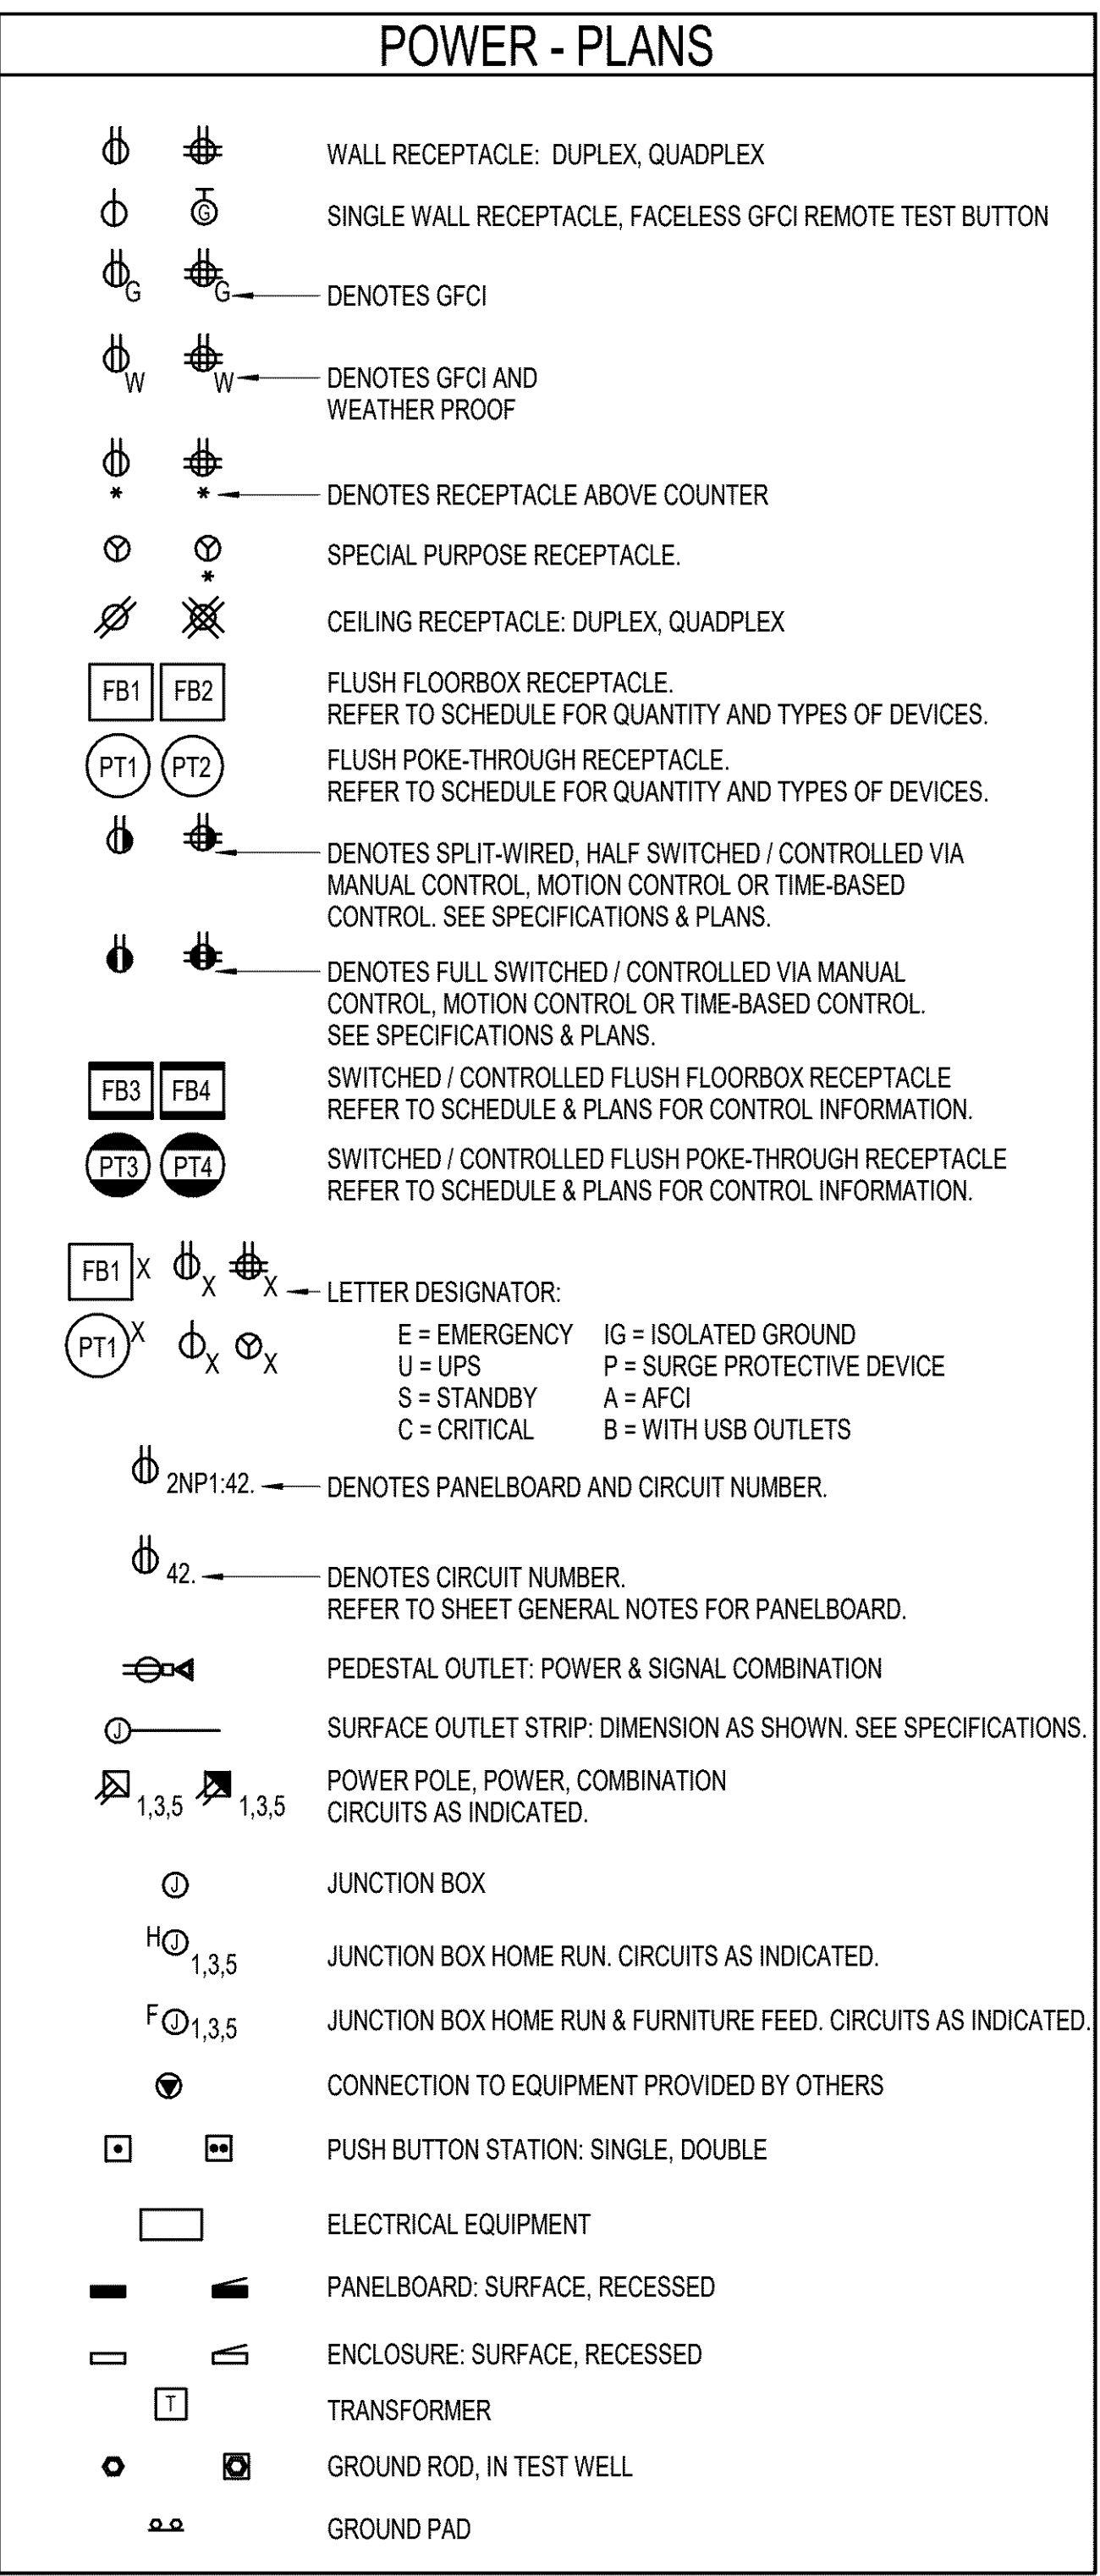 POWER - PLANS
WALL RECEPTACLE: DUPLEX, QUADPLEX
G
SINGLE WALL RECEPTACLE, FACELESS GFCI REMOTE TEST BUTTON
G G
DENOTES GFCI
W W
DENOTES GFCI AND
WEATHER PROOF
* *
DENOTES RECEPTACLE ABOVE COUNTER
*
SPECIAL PURPOSE RECEPTACLE.
CEILING RECEPTACLE: DUPLEX, QUADPLEX
FB1 FB2
FLUSH FLOORBOX RECEPTACLE.
REFER TO SCHEDULE FOR QUANTITY AND TYPES OF DEVICES.
PT1 PT2
FLUSH POKE-THROUGH RECEPTACLE.
REFER TO SCHEDULE FOR QUANTITY AND TYPES OF DEVICES.
DENOTES SPLIT-WIRED, HALF SWITCHED / CONTROLLED VIA
MANUAL CONTROL, MOTION CONTROL OR TIME-BASED
CONTROL. SEE SPECIFICATIONS & PLANS.
DENOTES FULL SWITCHED / CONTROLLED VIA MANUAL
CONTROL, MOTION CONTROL OR TIME-BASED CONTROL.
SEE SPECIFICATIONS & PLANS.
FB3 FB4
SWITCHED / CONTROLLED FLUSH FLOORBOX RECEPTACLE
REFER TO SCHEDULE & PLANS FOR CONTROL INFORMATION.
PT3 PT4
SWITCHED / CONTROLLED FLUSH POKE-THROUGH RECEPTACLE
REFER TO SCHEDULE & PLANS FOR CONTROL INFORMATION.
FB1 X X X
LETTER DESIGNATOR:
PT1 X X X
E = EMERGENCY IG = ISOLATED GROUND
U = UPS P = SURGE PROTECTIVE DEVICE
S = STANDBY A = AFCI
C = CRITICAL B = WITH USB OUTLETS
2NP1:42.
DENOTES PANELBOARD AND CIRCUIT NUMBER.
42.
DENOTES CIRCUIT NUMBER.
REFER TO SHEET GENERAL NOTES FOR PANELBOARD.
PEDESTAL OUTLET: POWER & SIGNAL COMBINATION
J
SURFACE OUTLET STRIP: DIMENSION AS SHOWN. SEE SPECIFICATIONS.
1,3,5 1,3,5
POWER POLE, POWER, COMBINATION
CIRCUITS AS INDICATED.
J
JUNCTION BOX
H J 1,3,5
JUNCTION BOX HOME RUN. CIRCUITS AS INDICATED.
F J 1,3,5
JUNCTION BOX HOME RUN & FURNITURE FEED. CIRCUITS AS INDICATED.
CONNECTION TO EQUIPMENT PROVIDED BY OTHERS
PUSH BUTTON STATION: SINGLE, DOUBLE
ELECTRICAL EQUIPMENT
PANELBOARD: SURFACE, RECESSED
ENCLOSURE: SURFACE, RECESSED
T
TRANSFORMER
GROUND ROD, IN TEST WELL
GROUND PAD